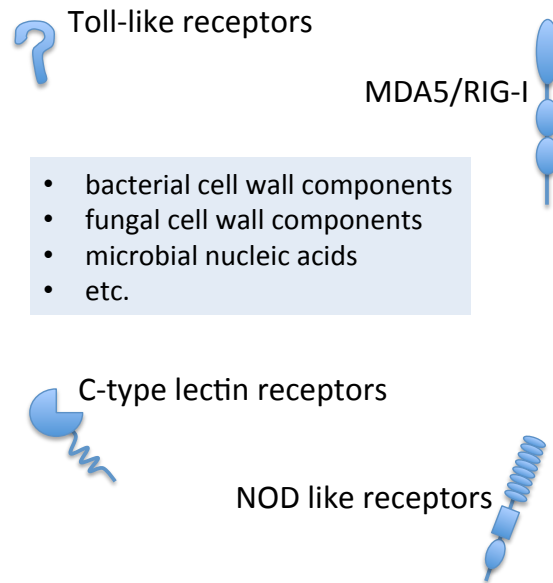 Toll-like receptors
MDA5/RIG-I
• bacterial cell wall components
• fungal cell wall components
• microbial nucleic acids
• etc.
C-type lectin receptors
NOD like receptors